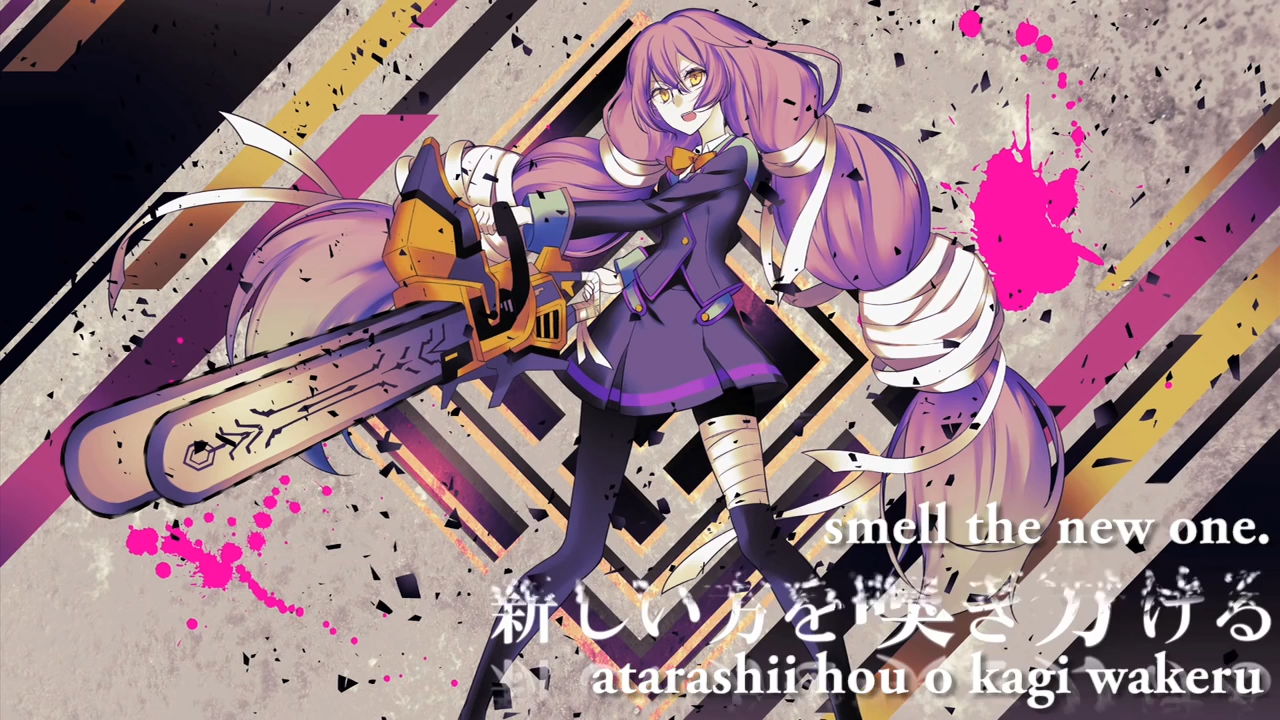 smell the new one.
新しい方を嗅ぎ分ける
atarashii hou o kagi wakeru